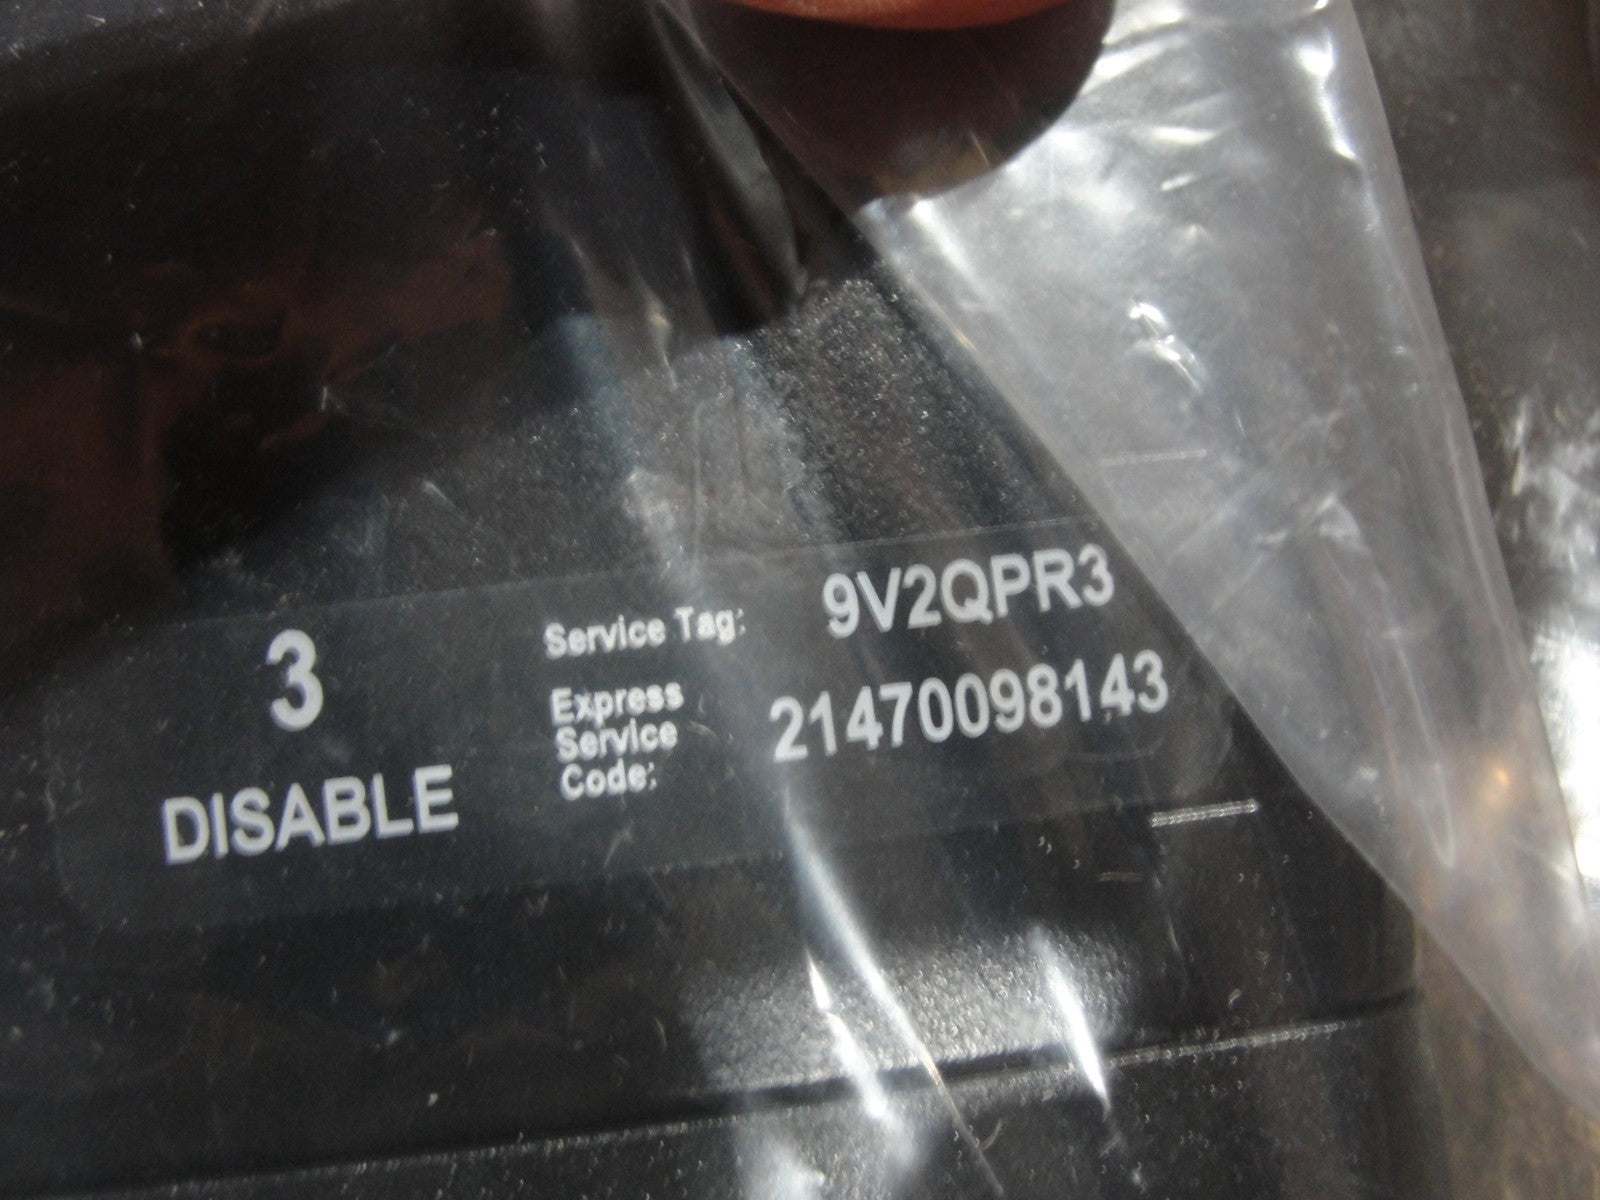 3
DISABLE
Service Tag: 9V2QPR3
Express
Service
Code:
21470098143